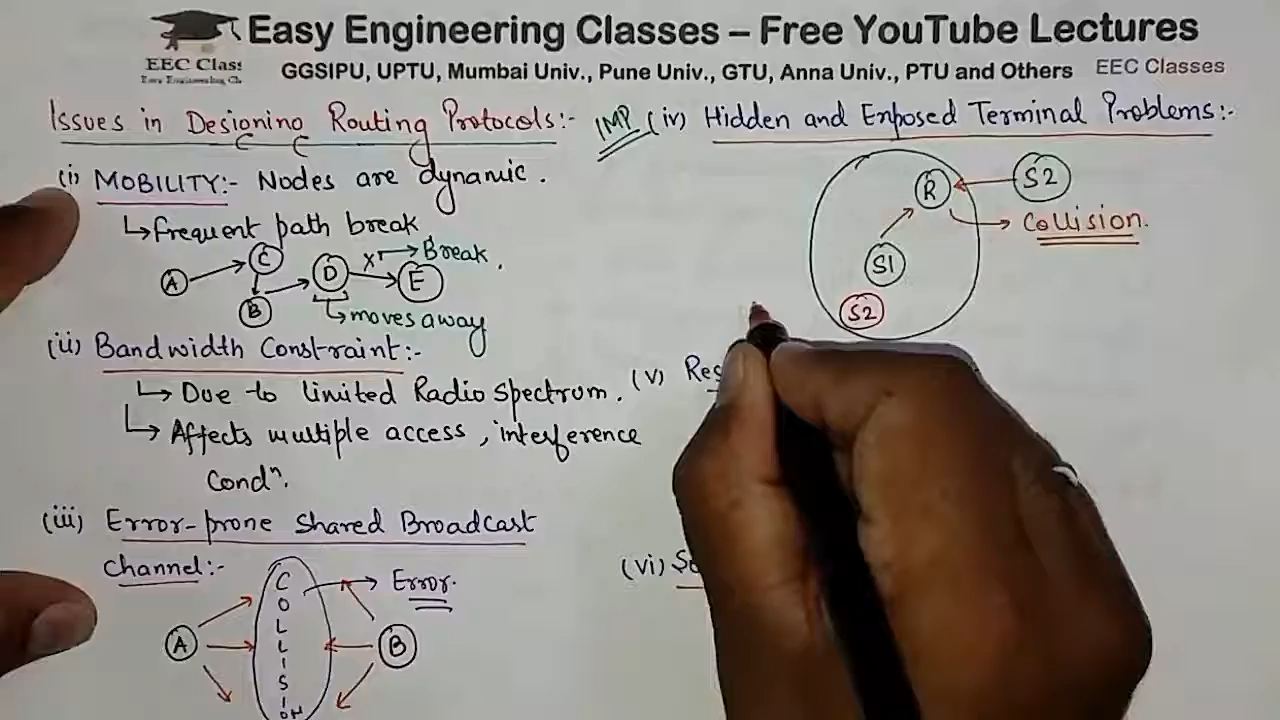 Easy Engineering Classes – Free YouTube Lectures
EEC Class
GGSIPU, UPTU, Mumbai Univ., Pune Univ., GTU, Anna Univ., PTU and Others
EEC Classes
Issues in Designing Routing Protocols:-
(i) MOBILITY:- Nodes are dynamic.
↳ frequent path break
A C B D x E
Break.
↳ moves away
(ii) Bandwidth Constraint:-
↳ Due to limited Radio spectrum.
↳ Affects multiple access, interference
Condⁿ.
(iii) Error-prone shared Broadcast
channel:-
COLLISION
Error.
A B
IMP (iv) Hidden and Exposed Terminal Problems:-
R S2
Collision.
S1
S2
(v) Res
(vi)